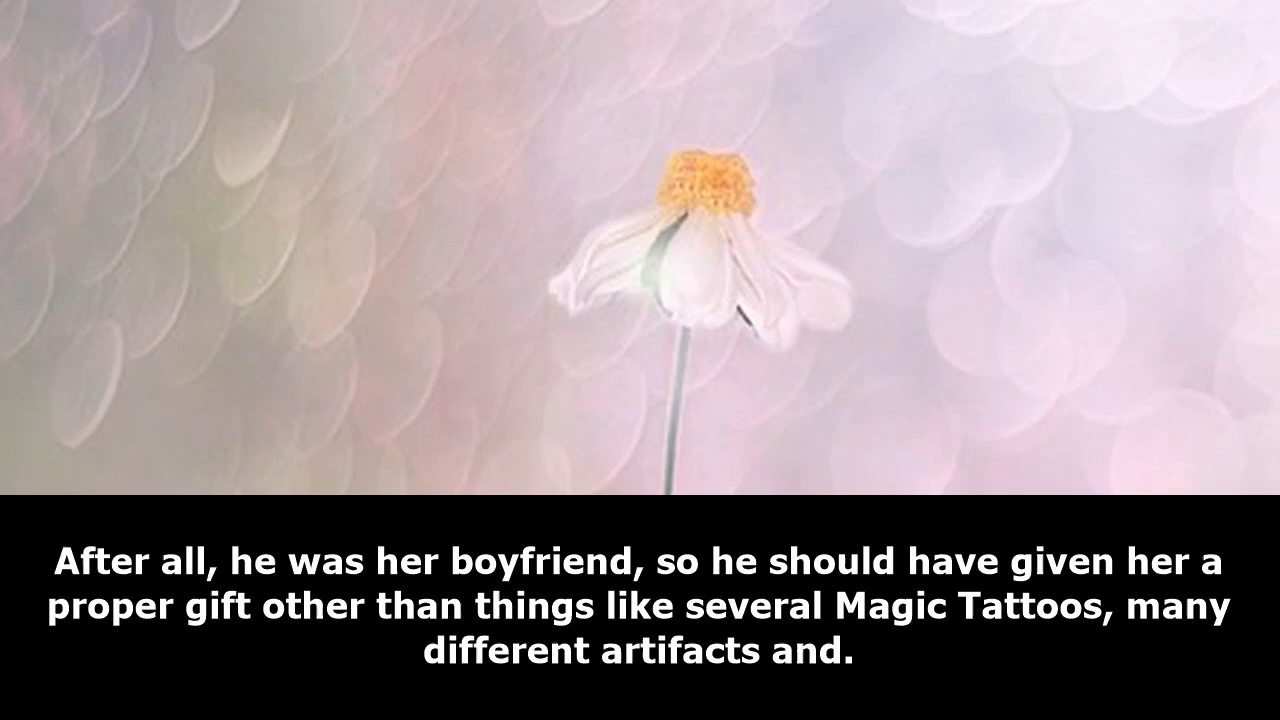 After all, he was her boyfriend, so he should have given her a
proper gift other than things like several Magic Tattoos, many
different artifacts and.